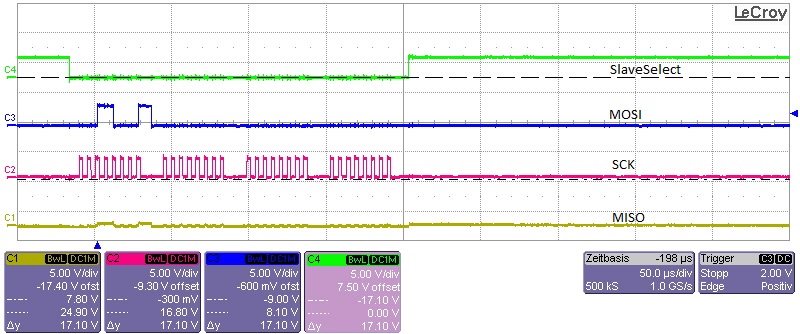 LeCroy
C4
SlaveSelect
C3
MOSI
C2
SCK
C1
MISO
C1 BwL DC1M
5.00 V/div
-17.40 V ofst
7.80 V
24.90 V
Δy 17.10 V
C2 BwL DC1M
5.00 V/div
-9.30 V offset
-300 mV
16.80 V
Δy 17.10 V
BwL DC1M
5.00 V/div
-600 mV ofst
-9.00 V
8.10 V
Δy 17.10 V
C4 BwL DC1M
5.00 V/div
7.50 V offset
-17.10 V
0.00 V
Δy 17.10 V
Zeitbasis -198 µs
50.0 µs/div
500 kS 1.0 GS/s
Trigger C3 DC
Stopp 2.00 V
Edge Positiv